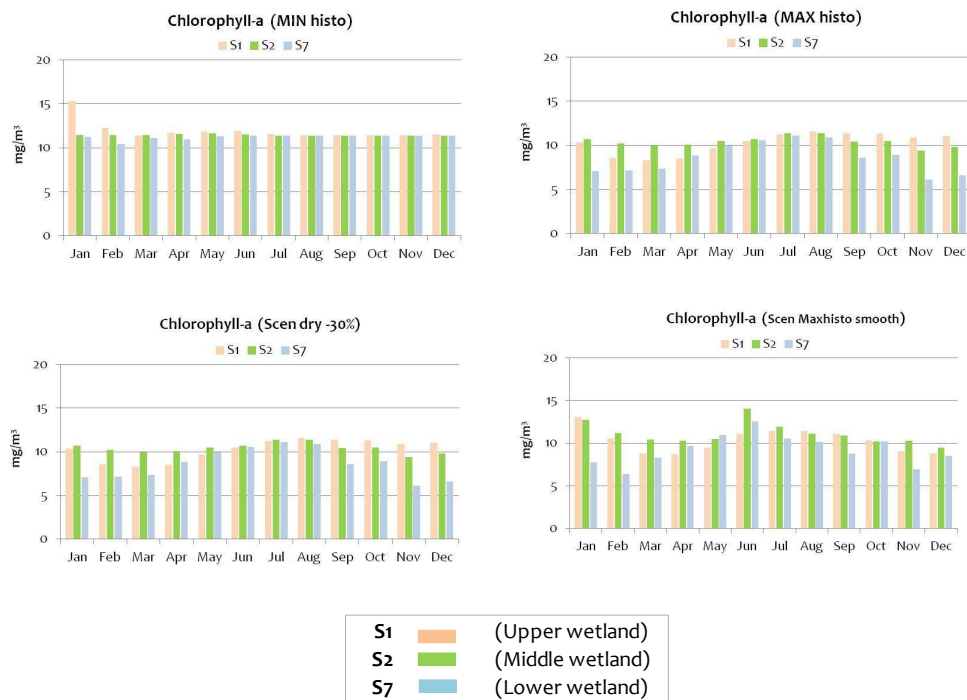 Chlorophyll-a (MIN histo)
S1 S2 S7
20
15
10
5
0
mg/m³
Jan Feb Mar Apr May Jun Jul Aug Sep Oct Nov Dec
Chlorophyll-a (MAX histo)
S1 S2 S7
20
15
10
5
0
mg/m³
Jan Feb Mar Apr May Jun Jul Aug Sep Oct Nov Dec
Chlorophyll-a (Scen dry -30%)
S1 S2 S7
20
15
10
5
0
mg/m³
Jan Feb Mar Apr May Jun Jul Aug Sep Oct Nov Dec
Chlorophyll-a (Scen Maxhisto smooth)
S1 S2 S7
20
15
10
5
0
mg/m³
Jan Feb Mar Apr May Jun Jul Aug Sep Oct Nov Dec
S1 (Upper wetland)
S2 (Middle wetland)
S7 (Lower wetland)